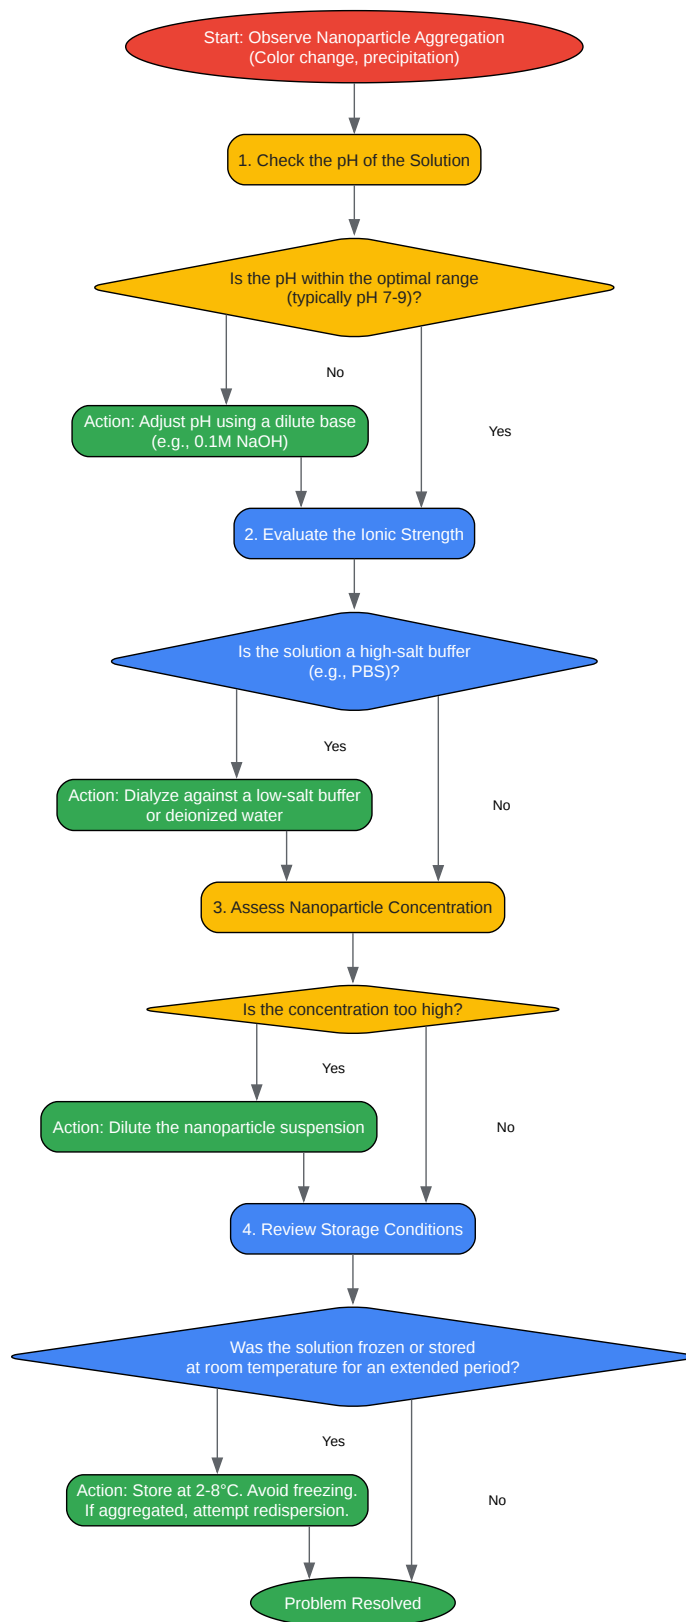 Start: Observe Nanoparticle Aggregation
(Color change, precipitation)
1. Check the pH of the Solution
Is the pH within the optimal range
(typically pH 7-9)?
No
Action: Adjust pH using a dilute base
(e.g., 0.1M NaOH)
Yes
2. Evaluate the Ionic Strength
Is the solution a high-salt buffer
(e.g., PBS)?
Yes
Action: Dialyze against a low-salt buffer
or deionized water
No
3. Assess Nanoparticle Concentration
Is the concentration too high?
Yes
Action: Dilute the nanoparticle suspension
No
4. Review Storage Conditions
Was the solution frozen or stored
at room temperature for an extended period?
Yes
Action: Store at 2-8°C. Avoid freezing.
If aggregated, attempt redispersion.
No
Problem Resolved